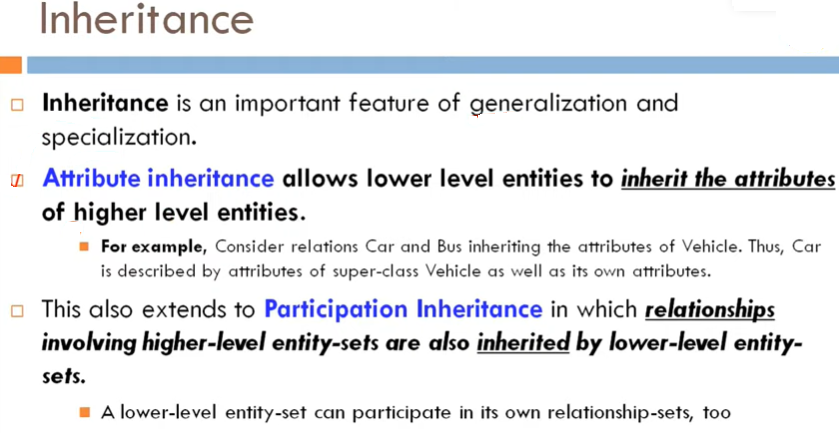 Inheritance
Inheritance is an important feature of generalization and
specialization.
Attribute inheritance allows lower level entities to inherit the attributes
of higher level entities.
For example, Consider relations Car and Bus inheriting the attributes of Vehicle. Thus, Car
is described by attributes of super-class Vehicle as well as its own attributes.
This also extends to Participation Inheritance in which relationships
involving higher-level entity-sets are also inherited by lower-level entity-
sets.
A lower-level entity-set can participate in its own relationship-sets, too